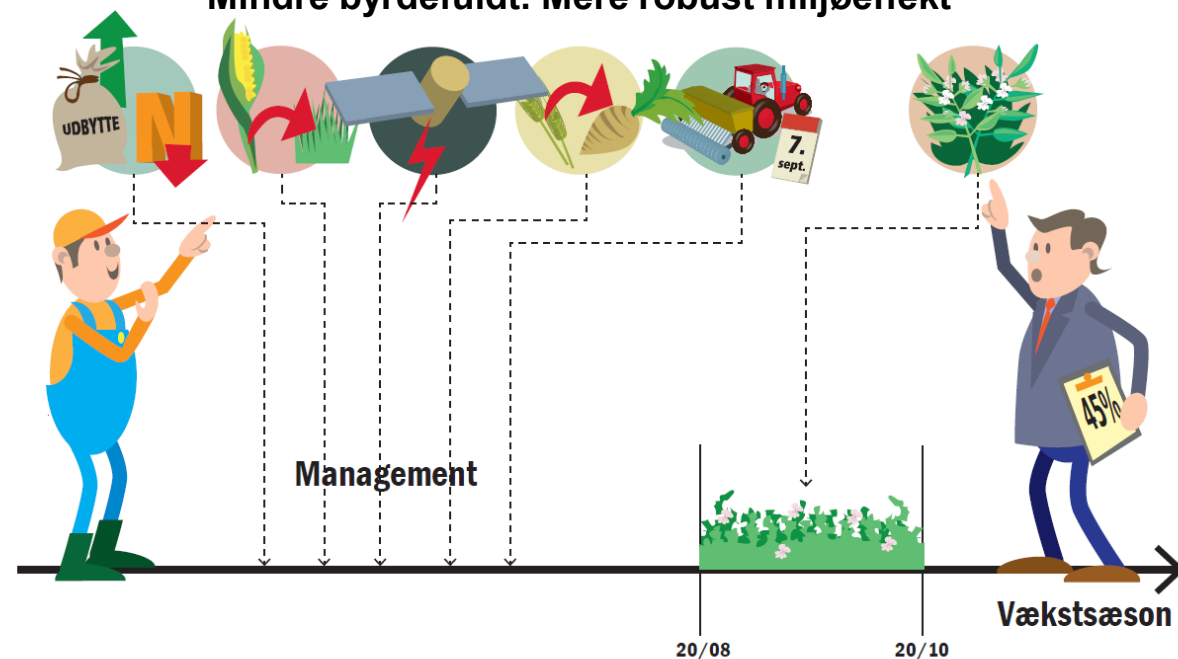 Mindre byrdefuldt. Mere robust miljøeffekt
UDBYTTE
N
7.
sept.
45%
Management
Vækstsæson
20/08
20/10